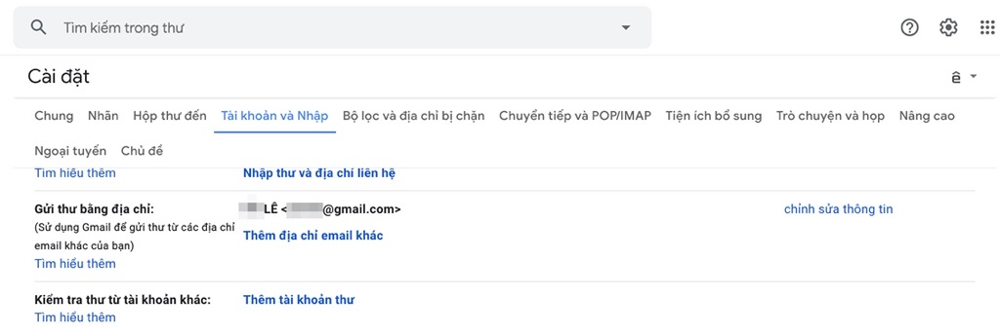 Tìm kiếm trong thư
Cài đặt
ê
Chung Nhãn Hộp thư đến Tài khoản và Nhập Bộ lọc và địa chỉ bị chặn Chuyển tiếp và POP/IMAP Tiện ích bổ sung Trò chuyện và họp Nâng cao
Ngoại tuyến Chủ đề
Tìm hiểu thêm Nhập thư và địa chỉ liên hệ
Gửi thư bằng địa chỉ: LÊ < @gmail.com> chỉnh sửa thông tin
(Sử dụng Gmail để gửi thư từ các địa chỉ
Thêm địa chỉ email khác
email khác của bạn)
Tìm hiểu thêm
Kiểm tra thư từ tài khoản khác: Thêm tài khoản thư
Tìm hiểu thêm